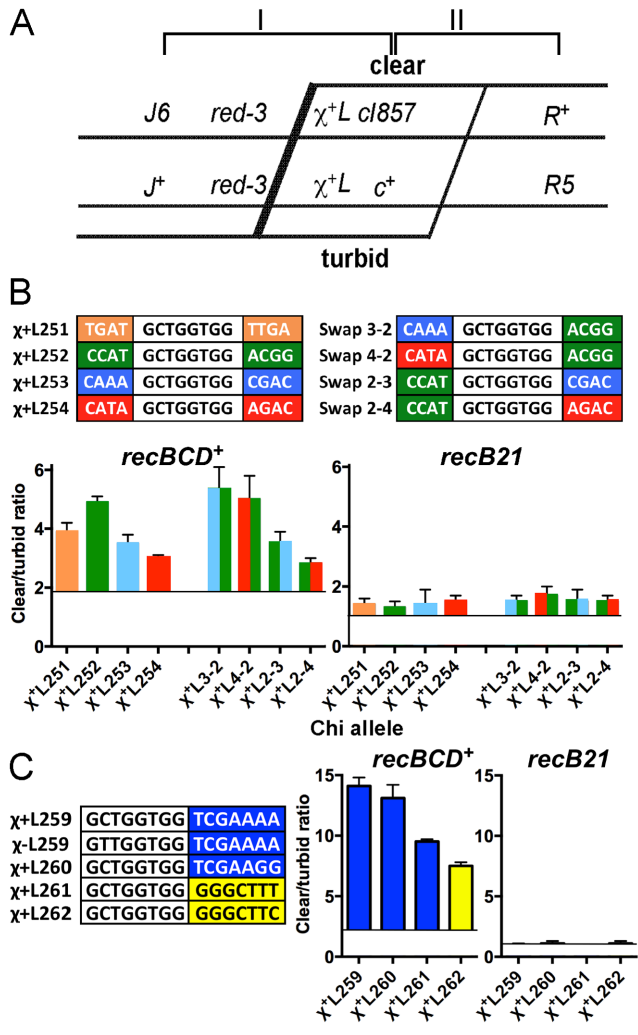 A
I II
clear
J6 red-3 χ+L cI857 R+
J+ red-3 χ+L c+ R5
turbid
B
χ+L251 TGAT GCTGGTGG TTGA
χ+L252 CCAT GCTGGTGG ACGG
χ+L253 CAAA GCTGGTGG CGAC
χ+L254 CATA GCTGGTGG AGAC
Swap 3-2 CAAA GCTGGTGG ACGG
Swap 4-2 CATA GCTGGTGG ACGG
Swap 2-3 CCAT GCTGGTGG CGAC
Swap 2-4 CCAT GCTGGTGG AGAC
recBCD+
recB21
Clear/turbid ratio
6
4
2
0
6
4
2
0
χ+L251 χ+L252 χ+L253 χ+L254 χ+L3-2 χ+L4-2 χ+L2-3 χ+L2-4
χ+L251 χ+L252 χ+L253 χ+L254 χ+L3-2 χ+L4-2 χ+L2-3 χ+L2-4
Chi allele
C
χ+L259 GCTGGTGG TCGAAAA
χ-L259 GTTGGTGG TCGAAAA
χ+L260 GCTGGTGG TCGAAGG
χ+L261 GCTGGTGG GGGCTTT
χ+L262 GCTGGTGG GGGCTTC
recBCD+
recB21
Clear/turbid ratio
15
10
5
0
15
10
5
0
χ+L259 χ+L260 χ+L261 χ+L262
χ+L259 χ+L260 χ+L261 χ+L262